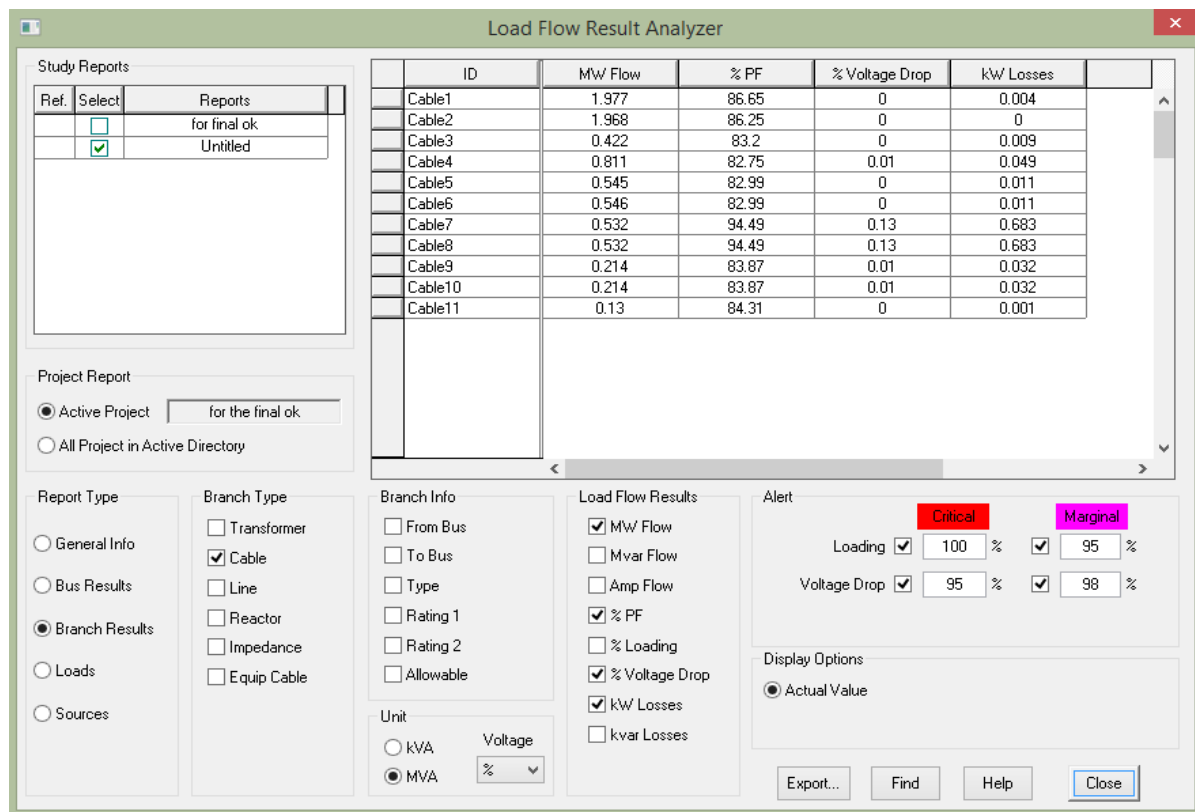 Load Flow Result Analyzer
Study Reports
Ref. Select Reports
for final ok
Untitled
ID MW Flow % PF % Voltage Drop kW Losses
Cable1 1.977 86.65 0 0.004
Cable2 1.968 86.25 0 0
Cable3 0.422 83.2 0 0.009
Cable4 0.811 82.75 0.01 0.049
Cable5 0.545 82.99 0 0.011
Cable6 0.546 82.99 0 0.011
Cable7 0.532 94.49 0.13 0.683
Cable8 0.532 94.49 0.13 0.683
Cable9 0.214 83.87 0.01 0.032
Cable10 0.214 83.87 0.01 0.032
Cable11 0.13 84.31 0 0.001
Project Report
Active Project for the final ok
All Project in Active Directory
Report Type
General Info
Bus Results
Branch Results
Loads
Sources
Branch Type
Transformer
Cable
Line
Reactor
Impedance
Equip Cable
Branch Info
From Bus
To Bus
Type
Rating 1
Rating 2
Allowable
Unit
kVA
MVA
Voltage
%
Load Flow Results
MW Flow
Mvar Flow
Amp Flow
% PF
% Loading
% Voltage Drop
kW Losses
kvar Losses
Alert
Critical Marginal
Loading 100 % 95 %
Voltage Drop 95 % 98 %
Display Options
Actual Value
Export... Find Help Close